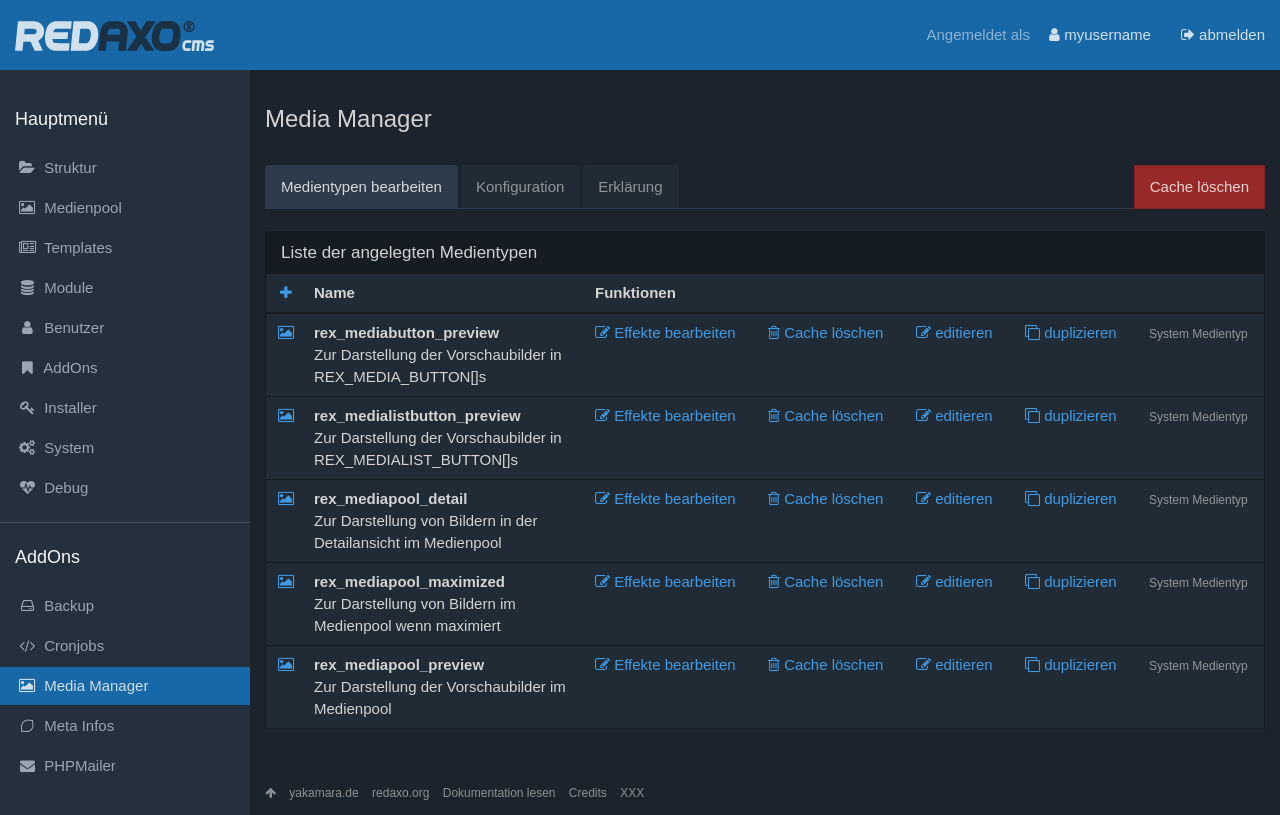 REDAXO® cms
Angemeldet als myusername abmelden
Hauptmenü
Struktur
Medienpool
Templates
Module
Benutzer
AddOns
Installer
System
Debug
AddOns
Backup
Cronjobs
Media Manager
Meta Infos
PHPMailer
Media Manager
Medientypen bearbeiten Konfiguration Erklärung Cache löschen
Liste der angelegten Medientypen
Name Funktionen
rex_mediabutton_preview Effekte bearbeiten Cache löschen editieren duplizieren System Medientyp
Zur Darstellung der Vorschaubilder in
REX_MEDIA_BUTTON[]s
rex_medialistbutton_preview Effekte bearbeiten Cache löschen editieren duplizieren System Medientyp
Zur Darstellung der Vorschaubilder in
REX_MEDIALIST_BUTTON[]s
rex_mediapool_detail Effekte bearbeiten Cache löschen editieren duplizieren System Medientyp
Zur Darstellung von Bildern in der
Detailansicht im Medienpool
rex_mediapool_maximized Effekte bearbeiten Cache löschen editieren duplizieren System Medientyp
Zur Darstellung von Bildern im
Medienpool wenn maximiert
rex_mediapool_preview Effekte bearbeiten Cache löschen editieren duplizieren System Medientyp
Zur Darstellung der Vorschaubilder im
Medienpool
yakamara.de redaxo.org Dokumentation lesen Credits XXX